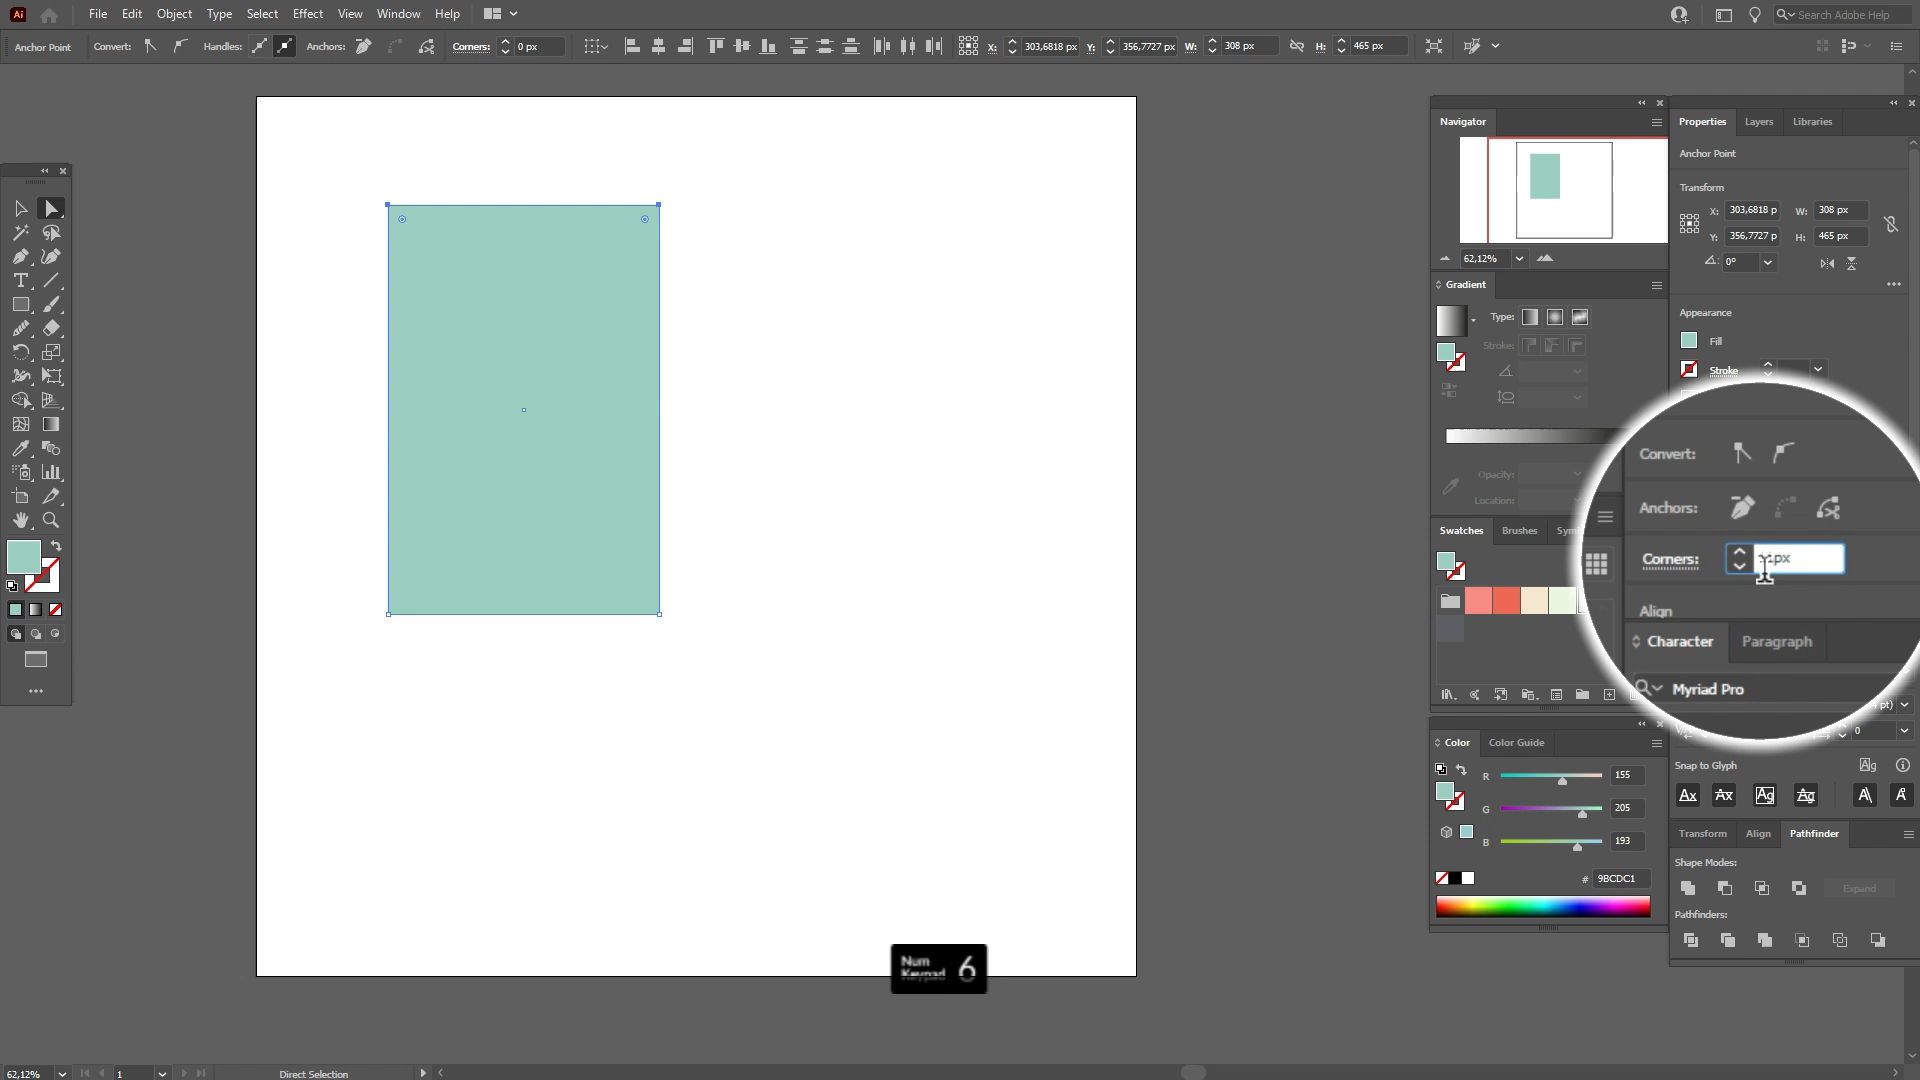 Ai File Edit Object Type Select Effect View Window Help Search Adobe Help
Anchor Point Convert: Handles: Anchors: Corners: 0 px X: 303,6818 px Y: 356,7727 px W: 308 px H: 465 px
Navigator
62,12%
Gradient
Type:
Stroke:
Opacity:
Location:
Swatches Brushes
Color Color Guide
R 155
G 205
B 193
# 9BCDC1
Properties Layers Libraries
Anchor Point
Transform
X: 303,6818 p W: 308 px
Y: 356,7727 p H: 465 px
0°
Appearance
Fill
Stroke
Convert:
Anchors:
Corners: px
Align
Character Paragraph
Myriad Pro
0
Snap to Glyph
Transform Align Pathfinder
Shape Modes:
Expand
Pathfinders:
Num
Keypad 6
62,12% 1 Direct Selection